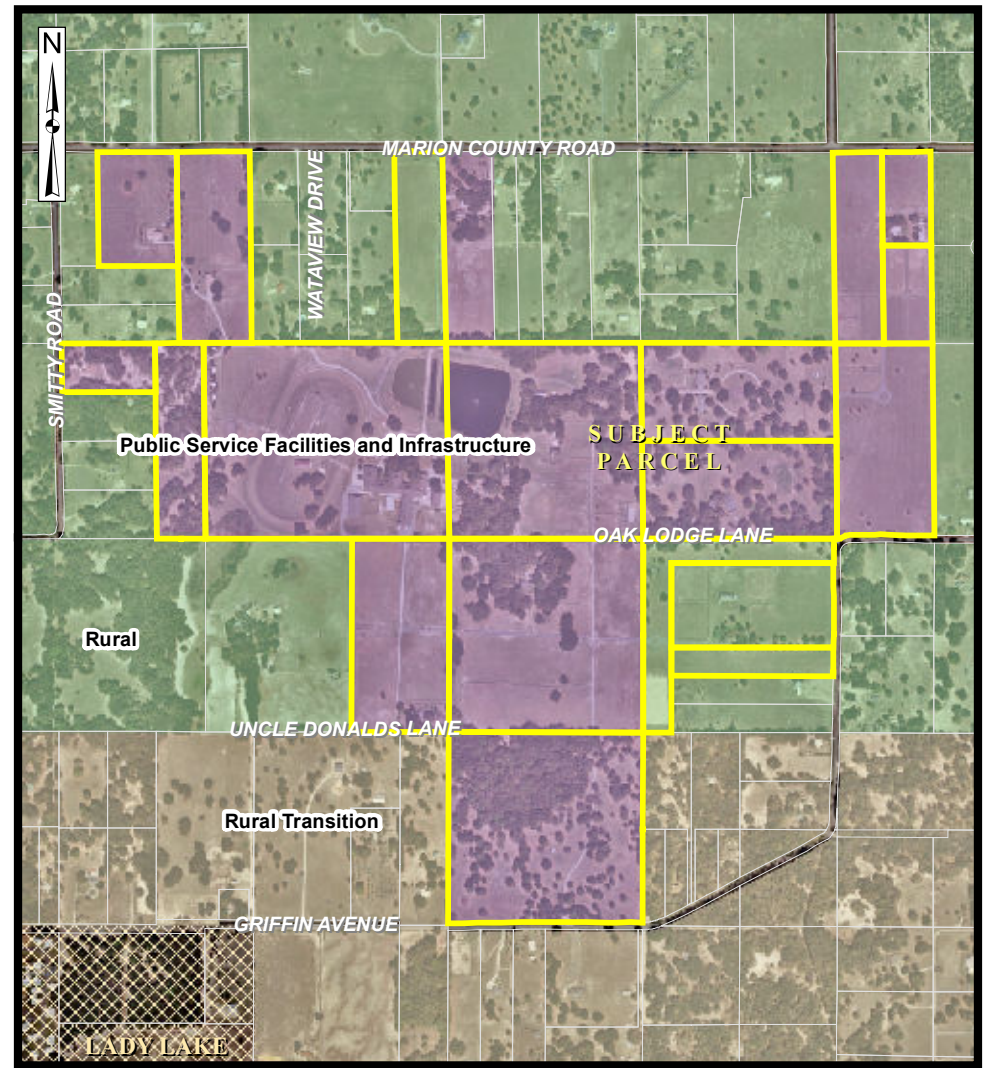 N
MARION COUNTY ROAD
WATAVIEW DRIVE
SMITTY ROAD
Public Service Facilities and Infrastructure
SUBJECT
PARCEL
OAK LODGE LANE
Rural
UNCLE DONALDS LANE
Rural Transition
GRIFFIN AVENUE
LADY LAKE